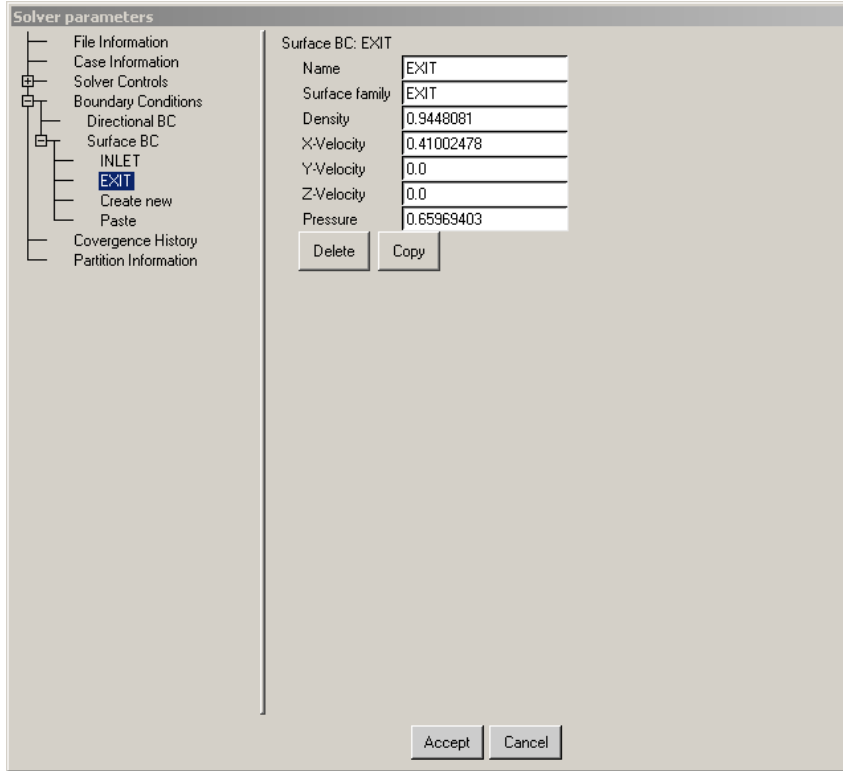 Solver parameters
File Information
Case Information
Solver Controls
Boundary Conditions
Directional BC
Surface BC
INLET
EXIT
Create new
Paste
Covergence History
Partition Information
Surface BC: EXIT
Name EXIT
Surface family EXIT
Density 0.9448081
X-Velocity 0.41002478
Y-Velocity 0.0
Z-Velocity 0.0
Pressure 0.65969403
Delete Copy
Accept Cancel